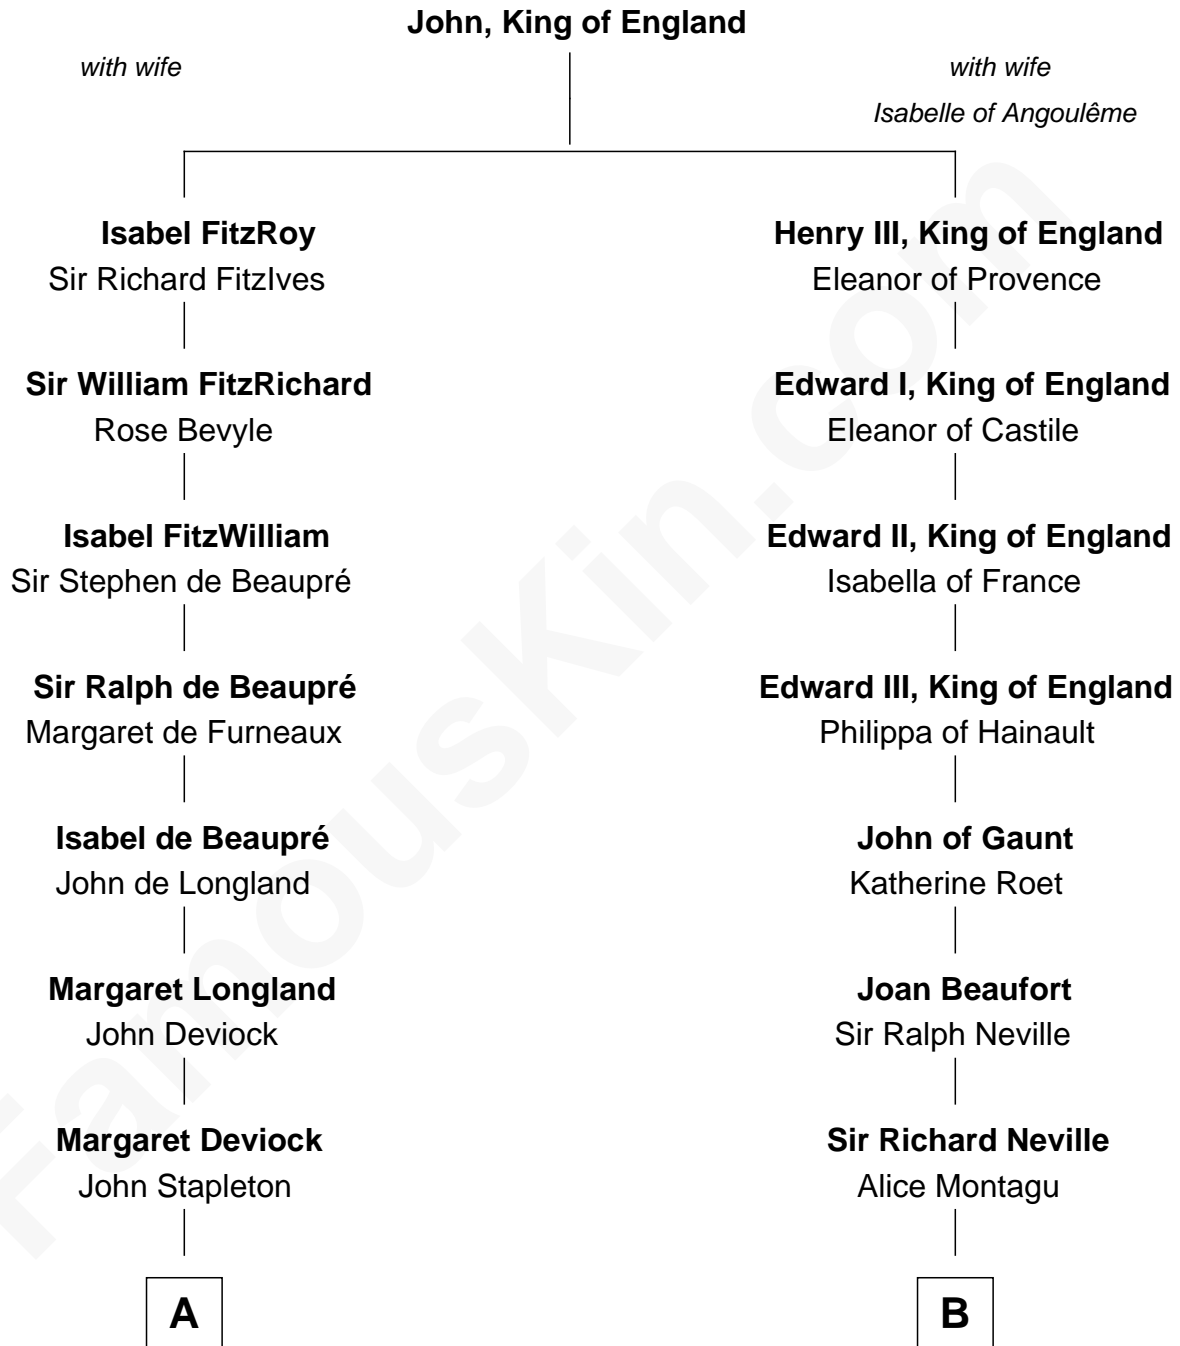 John, King of England
with wife
with wife
Isabelle of Angoulême
Isabel FitzRoy
Sir Richard FitzIves
Sir William FitzRichard
Rose Bevyle
Isabel FitzWilliam
Sir Stephen de Beaupré
Sir Ralph de Beaupré
Margaret de Furneaux
Isabel de Beaupré
John de Longland
Margaret Longland
John Deviock
Margaret Deviock
John Stapleton
A
Henry III, King of England
Eleanor of Provence
Edward I, King of England
Eleanor of Castile
Edward II, King of England
Isabella of France
Edward III, King of England
Philippa of Hainault
John of Gaunt
Katherine Roet
Joan Beaufort
Sir Ralph Neville
Sir Richard Neville
Alice Montagu
B
FamousKin.com